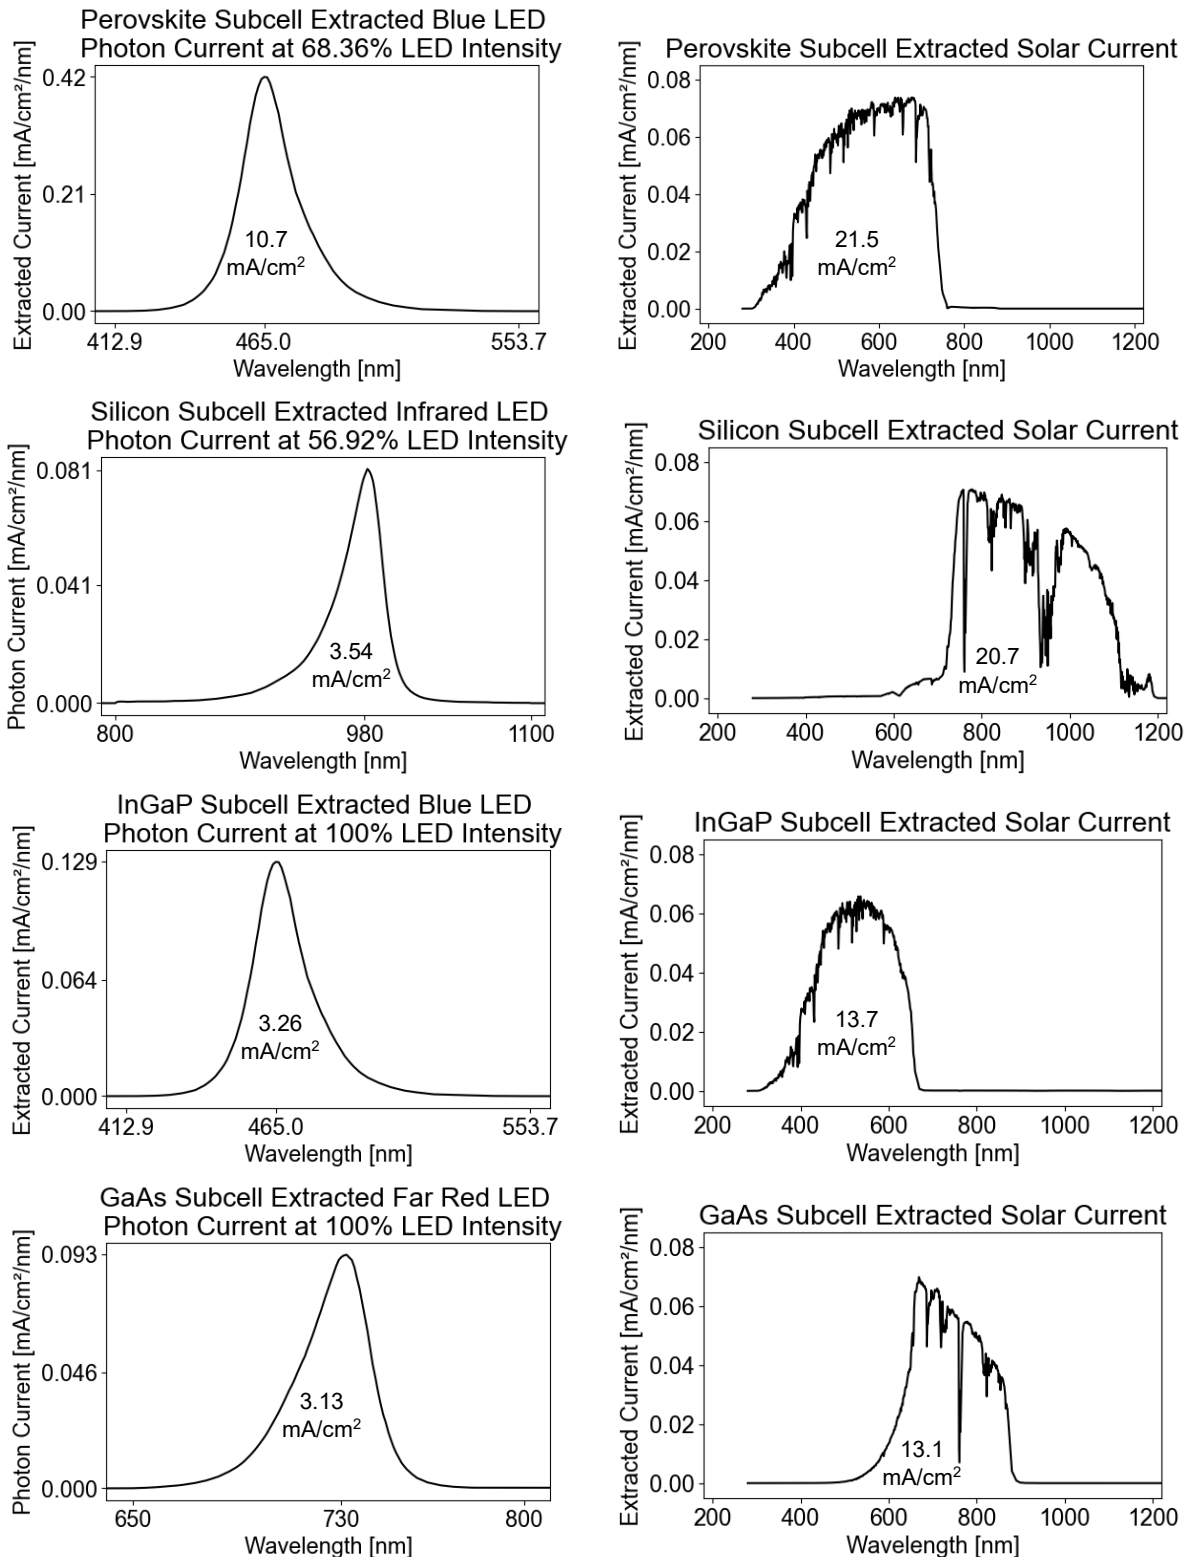 Perovskite Subcell Extracted Blue LED
Photon Current at 68.36% LED Intensity
Extracted Current [mA/cm²/nm]
0.42
0.21
0.00
10.7
mA/cm²
412.9 465.0 553.7
Wavelength [nm]
Perovskite Subcell Extracted Solar Current
Extracted Current [mA/cm²/nm]
0.08
0.06
0.04
0.02
0.00
21.5
mA/cm²
200 400 600 800 1000 1200
Wavelength [nm]
Silicon Subcell Extracted Infrared LED
Photon Current at 56.92% LED Intensity
Photon Current [mA/cm²/nm]
0.081
0.041
0.000
3.54
mA/cm²
800 980 1100
Wavelength [nm]
Silicon Subcell Extracted Solar Current
Extracted Current [mA/cm²/nm]
0.08
0.06
0.04
0.02
0.00
20.7
mA/cm²
200 400 600 800 1000 1200
Wavelength [nm]
InGaP Subcell Extracted Blue LED
Photon Current at 100% LED Intensity
Extracted Current [mA/cm²/nm]
0.129
0.064
0.000
3.26
mA/cm²
412.9 465.0 553.7
Wavelength [nm]
InGaP Subcell Extracted Solar Current
Extracted Current [mA/cm²/nm]
0.08
0.06
0.04
0.02
0.00
13.7
mA/cm²
200 400 600 800 1000 1200
Wavelength [nm]
GaAs Subcell Extracted Far Red LED
Photon Current at 100% LED Intensity
Photon Current [mA/cm²/nm]
0.093
0.046
0.000
3.13
mA/cm²
650 730 800
Wavelength [nm]
GaAs Subcell Extracted Solar Current
Extracted Current [mA/cm²/nm]
0.08
0.06
0.04
0.02
0.00
13.1
mA/cm²
200 400 600 800 1000 1200
Wavelength [nm]